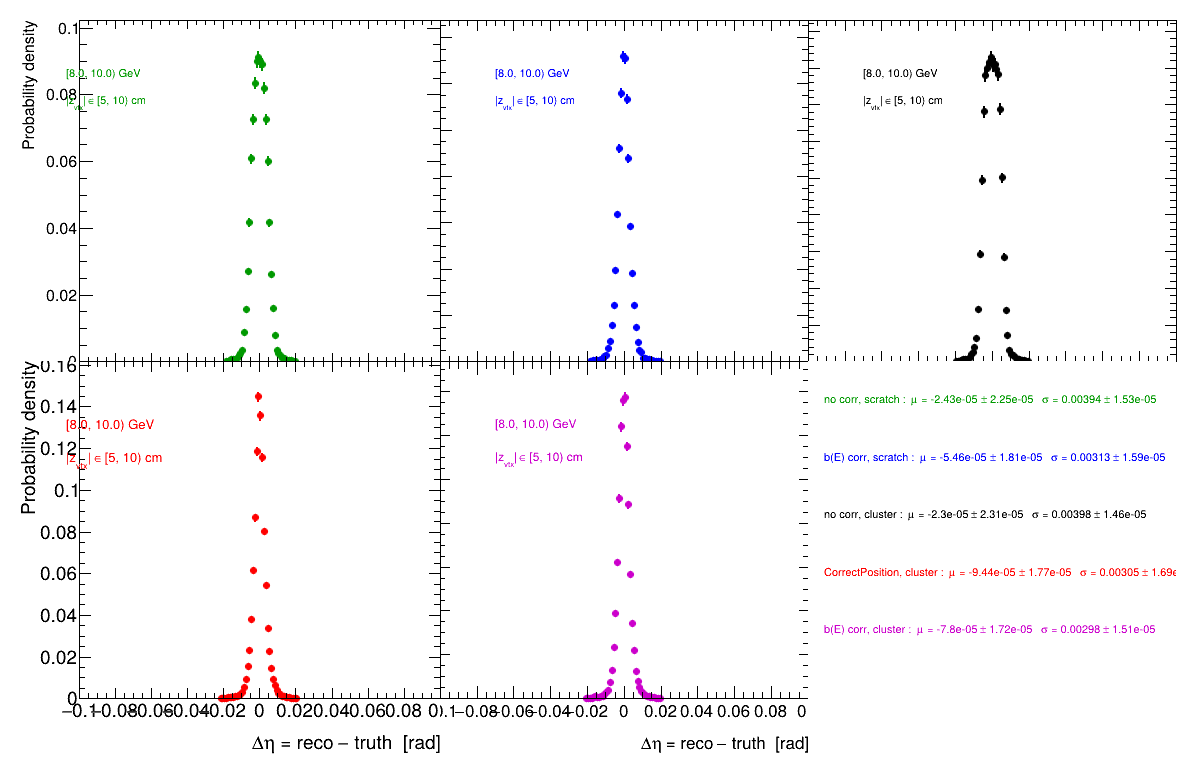 Probability density
0.1
0.08
0.06
0.04
0.02
0
[8.0, 10.0) GeV
|z_vtx| ∈ [5, 10) cm
[8.0, 10.0) GeV
|z_vtx| ∈ [5, 10) cm
[8.0, 10.0) GeV
|z_vtx| ∈ [5, 10) cm
Probability density
0.16
0.14
0.12
0.1
0.08
0.06
0.04
0.02
0
[8.0, 10.0) GeV
|z_vtx| ∈ [5, 10) cm
−0.1 −0.08 −0.06 −0.04 −0.02 0 0.02 0.04 0.06 0.08 0.1
Δη = reco − truth [rad]
[8.0, 10.0) GeV
|z_vtx| ∈ [5, 10) cm
−0.08 −0.06 −0.04 −0.02 0 0.02 0.04 0.06 0.08 0
Δη = reco − truth [rad]
no corr, scratch : μ = -2.43e-05 ± 2.25e-05 σ = 0.00394 ± 1.53e-05
b(E) corr, scratch : μ = -5.46e-05 ± 1.81e-05 σ = 0.00313 ± 1.59e-05
no corr, cluster : μ = -2.3e-05 ± 2.31e-05 σ = 0.00398 ± 1.46e-05
CorrectPosition, cluster : μ = -9.44e-05 ± 1.77e-05 σ = 0.00305 ± 1.69e
b(E) corr, cluster : μ = -7.8e-05 ± 1.72e-05 σ = 0.00298 ± 1.51e-05